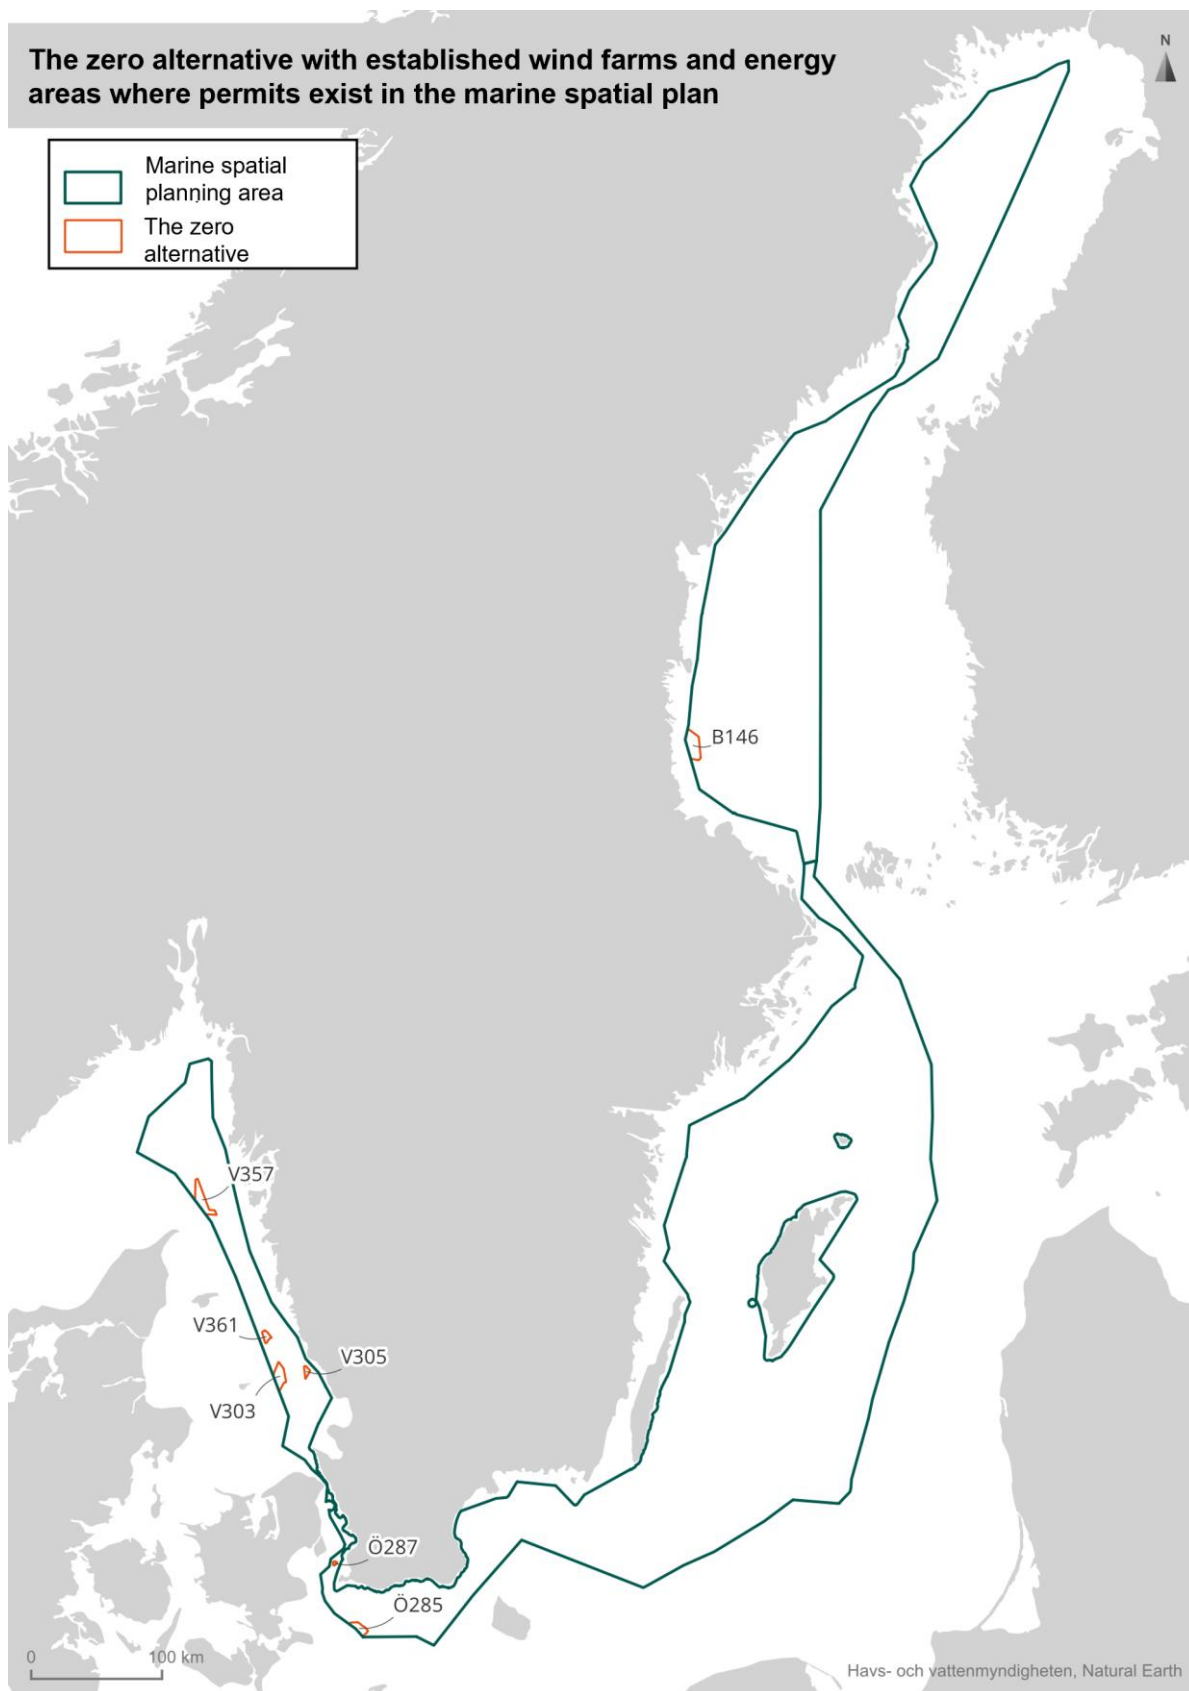 The zero alternative with established wind farms and energy
areas where permits exist in the marine spatial plan
N
Marine spatial
planning area
The zero
alternative
B146
V357
V361
V305
V303
Ö287
Ö285
0 100 km
Havs- och vattenmyndigheten, Natural Earth